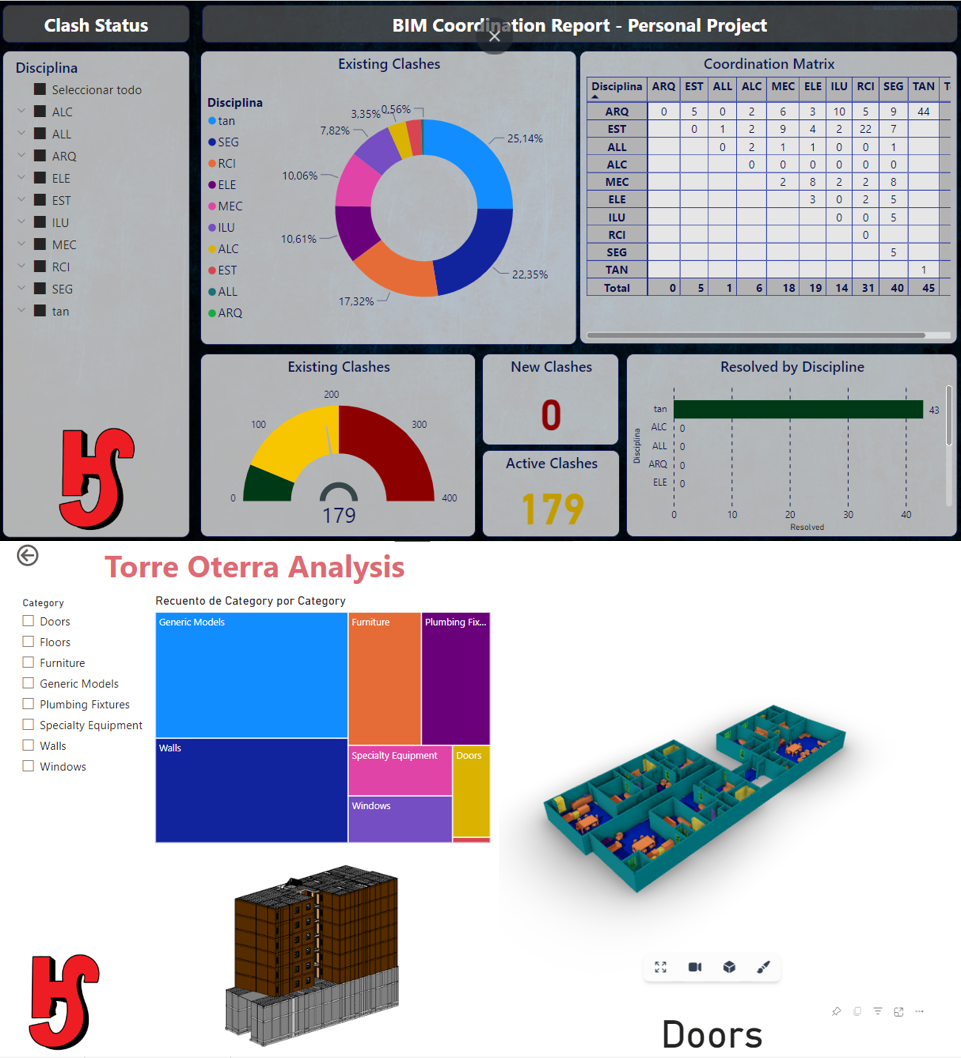 Clash Status
BIM Coordination Report - Personal Project
Disciplina
Seleccionar todo
ALC
ALL
ARQ
ELE
EST
ILU
MEC
RCI
SEG
tan
Existing Clashes
Disciplina
tan
SEG
RCI
ELE
MEC
ILU
ALC
EST
ALL
ARQ
25,14%
22,35%
17,32%
10,61%
10,06%
7,82%
3,35%
0,56%
Coordination Matrix
Disciplina ARQ EST ALL ALC MEC ELE ILU RCI SEG TAN T
ARQ 0 5 0 2 6 3 10 5 9 44
EST 0 1 2 9 4 2 22 7
ALL 0 2 1 1 0 0 1
ALC 0 0 0 0 0 0
MEC 2 8 2 2 8
ELE 3 0 2 5
ILU 0 0 5
RCI 0
SEG 5
TAN 1
Total 0 5 1 6 18 19 14 31 40 45
Existing Clashes
0
100
200
300
400
179
New Clashes
0
Active Clashes
179
Resolved by Discipline
Disciplina
tan 43
ALC 0
ALL 0
ARQ 0
ELE 0
0 10 20 30 40
Resolved
Torre Oterra Analysis
Category
Doors
Floors
Furniture
Generic Models
Plumbing Fixtures
Specialty Equipment
Walls
Windows
Recuento de Category por Category
Generic Models
Furniture
Plumbing Fix...
Walls
Specialty Equipment
Doors
Windows
Doors